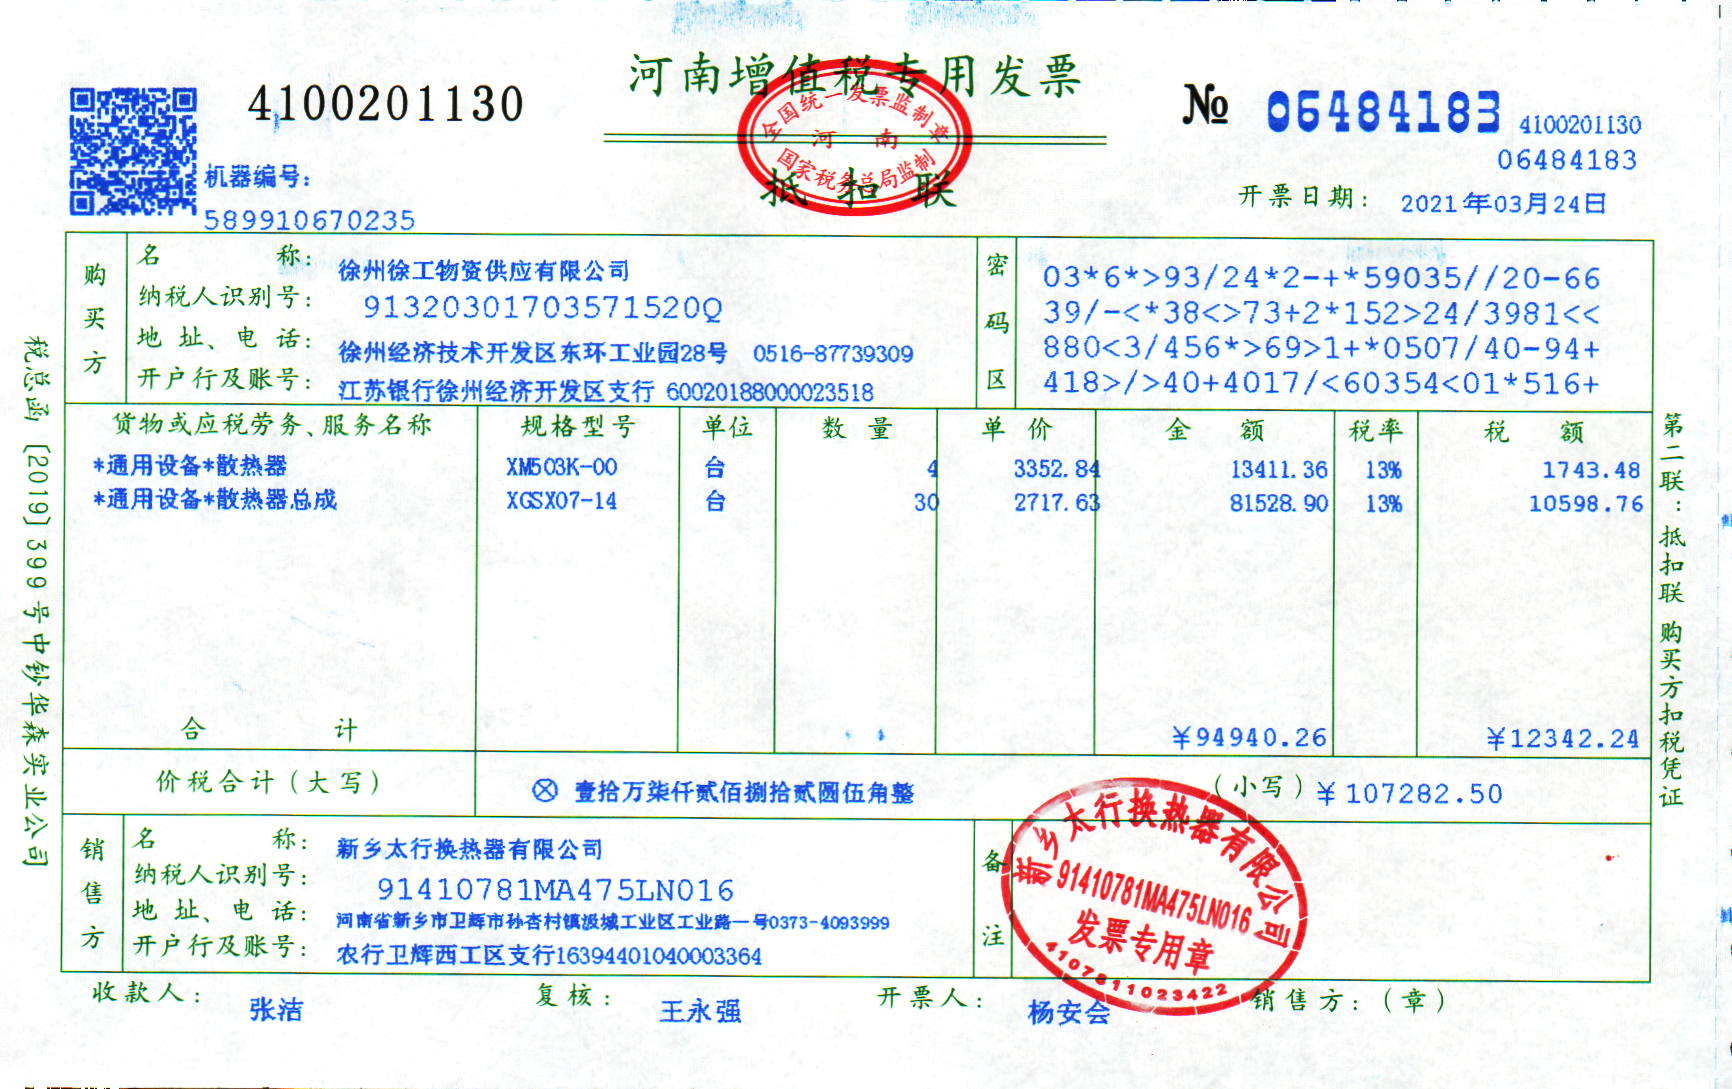 河南增值税专用发票
4100201130
№ 06484183
4100201130
06484183
全国统一发票监制章
河南
国家税务总局监制
抵扣联
机器编号:
589910670235
开票日期: 2021年03月24日
购买方
名称: 徐州徐工物资供应有限公司
纳税人识别号: 91320301703571520Q
地址、电话: 徐州经济技术开发区东环工业园28号 0516-87739309
开户行及账号: 江苏银行徐州经济开发区支行 60020188000023518
密码区
03*6*>93/24*2-+*59035//20-66
39/-<*38<>73+2*152>24/3981<<
880<3/456*>69>1+*0507/40-94+
418>/>40+4017/<60354<01*516+
货物或应税劳务、服务名称 规格型号 单位 数量 单价 金额 税率 税额
*通用设备*散热器 XM503K-00 台 4 3352.84 13411.36 13% 1743.48
*通用设备*散热器总成 XGSX07-14 台 30 2717.63 81528.90 13% 10598.76
合计 ¥94940.26 ¥12342.24
价税合计(大写) ⊗ 壹拾万柒仟贰佰捌拾贰圆伍角整 (小写) ¥107282.50
销售方
名称: 新乡太行换热器有限公司
纳税人识别号: 91410781MA475LN016
地址、电话: 河南省新乡市卫辉市孙杏村镇汲城工业区工业路一号0373-4093999
开户行及账号: 农行卫辉西工区支行16394401040003364
备注
新乡太行换热器有限公司
91410781MA475LN016
发票专用章
4107811023422
收款人: 张洁 复核: 王永强 开票人: 杨安会 销售方:(章)
税总函〔2019〕399号中钞华森实业公司
第二联:抵扣联 购买方扣税凭证